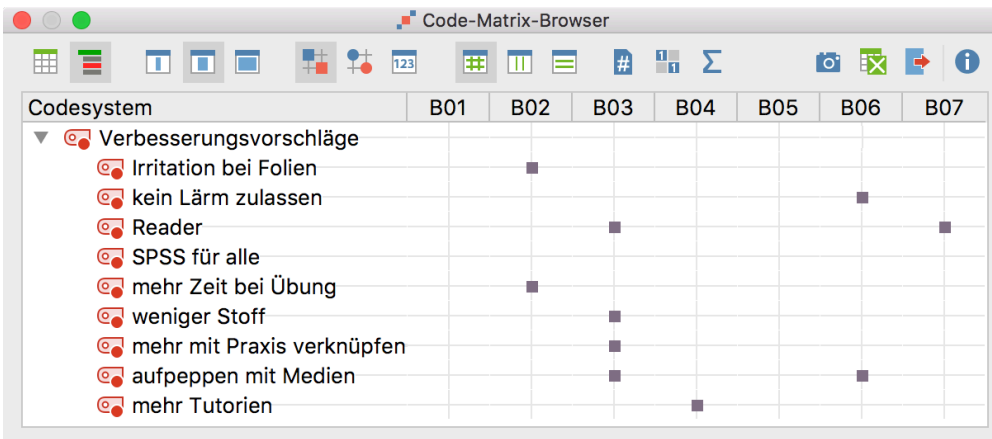 Code-Matrix-Browser
123
#
1
1
Σ
Codesystem B01 B02 B03 B04 B05 B06 B07
Verbesserungsvorschläge
Irritation bei Folien
kein Lärm zulassen
Reader
SPSS für alle
mehr Zeit bei Übung
weniger Stoff
mehr mit Praxis verknüpfen
aufpeppen mit Medien
mehr Tutorien